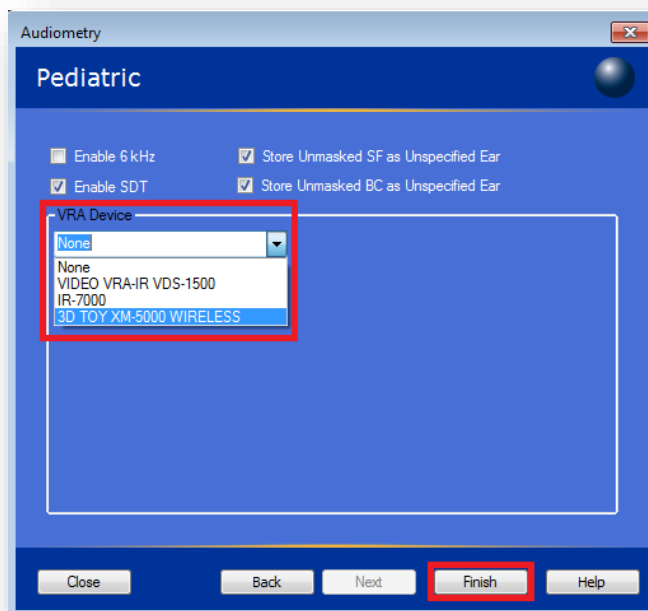 Audiometry
Pediatric
Enable 6 kHz
Store Unmasked SF as Unspecified Ear
Enable SDT
Store Unmasked BC as Unspecified Ear
VRA Device
None
None
VIDEO VRA-IR VDS-1500
IR-7000
3D TOY XM-5000 WIRELESS
Close
Back
Next
Finish
Help